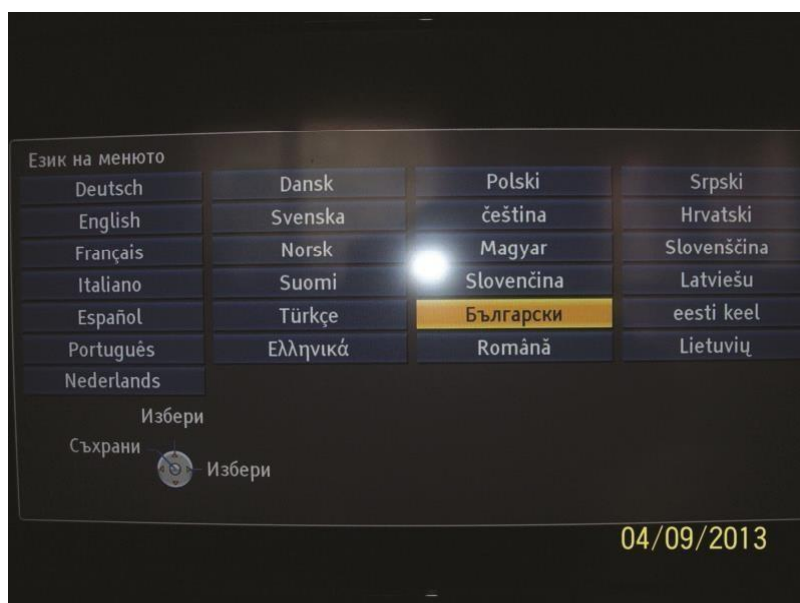 Език на менюто
Deutsch Dansk Polski Srpski
English Svenska čeština Hrvatski
Français Norsk Magyar Slovenščina
Italiano Suomi Slovenčina Latviešu
Español Türkçe Български eesti keel
Português Ελληνικά Română Lietuvių
Nederlands
Избери
Съхрани
Избери
04/09/2013